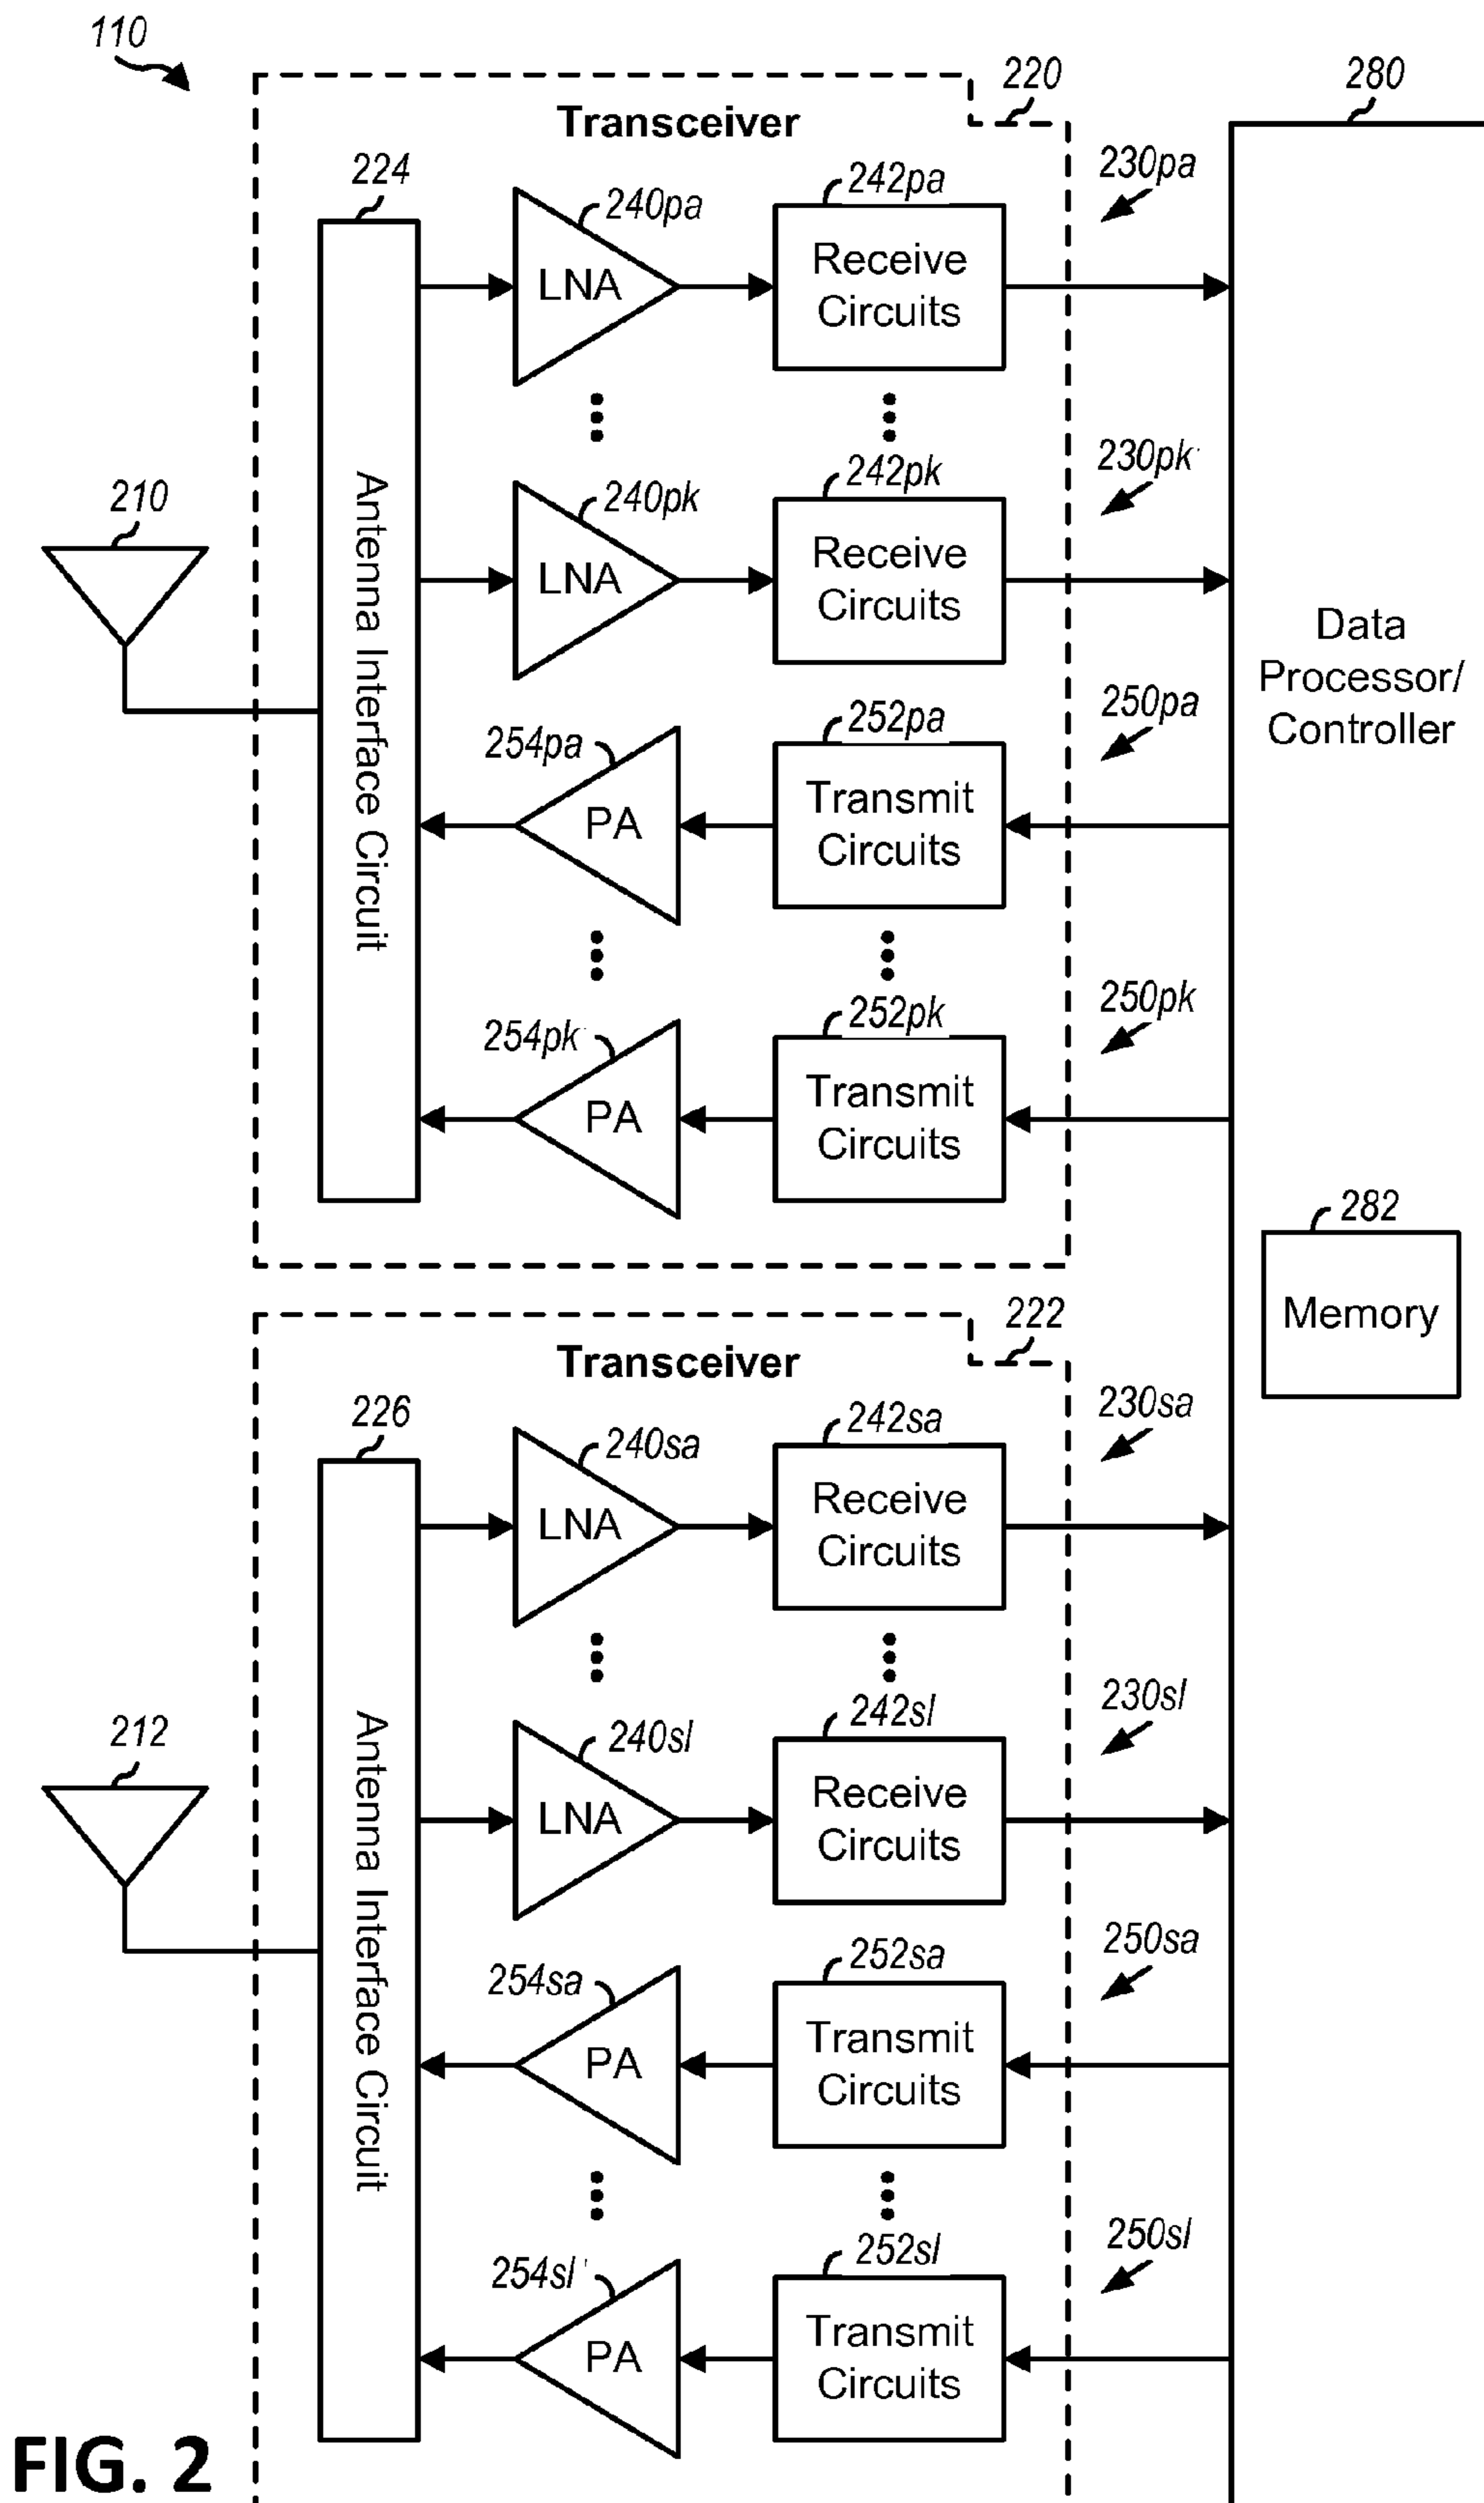 110
220
280
Transceiver
224
240pa
242pa
230pa
LNA
Receive
Circuits
210
240pk
242pk
230pk
LNA
Receive
Circuits
Antenna Interface Circuit
Data
Processor/
Controller
254pa
252pa
250pa
PA
Transmit
Circuits
254pk
252pk
250pk
PA
Transmit
Circuits
282
Memory
222
Transceiver
226
240sa
242sa
230sa
LNA
Receive
Circuits
212
240sl
242sl
230sl
LNA
Receive
Circuits
Antenna Interface Circuit
254sa
252sa
250sa
PA
Transmit
Circuits
254sl
252sl
250sl
PA
Transmit
Circuits
FIG. 2